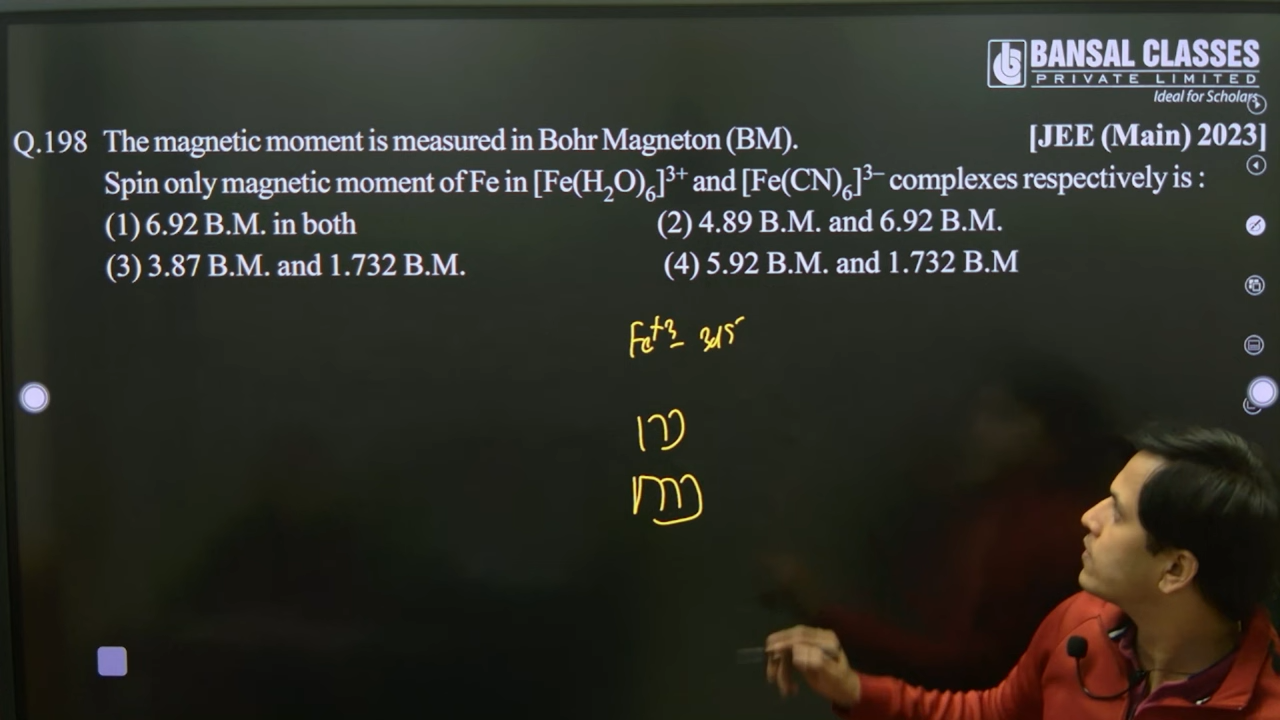 BANSAL CLASSES
PRIVATE LIMITED
Ideal for Scholars
Q.198 The magnetic moment is measured in Bohr Magneton (BM). [JEE (Main) 2023]
Spin only magnetic moment of Fe in [Fe(H₂O)₆]³⁺ and [Fe(CN)₆]³⁻ complexes respectively is :
(1) 6.92 B.M. in both (2) 4.89 B.M. and 6.92 B.M.
(3) 3.87 B.M. and 1.732 B.M. (4) 5.92 B.M. and 1.732 B.M
Fe⁺³ 3d⁵